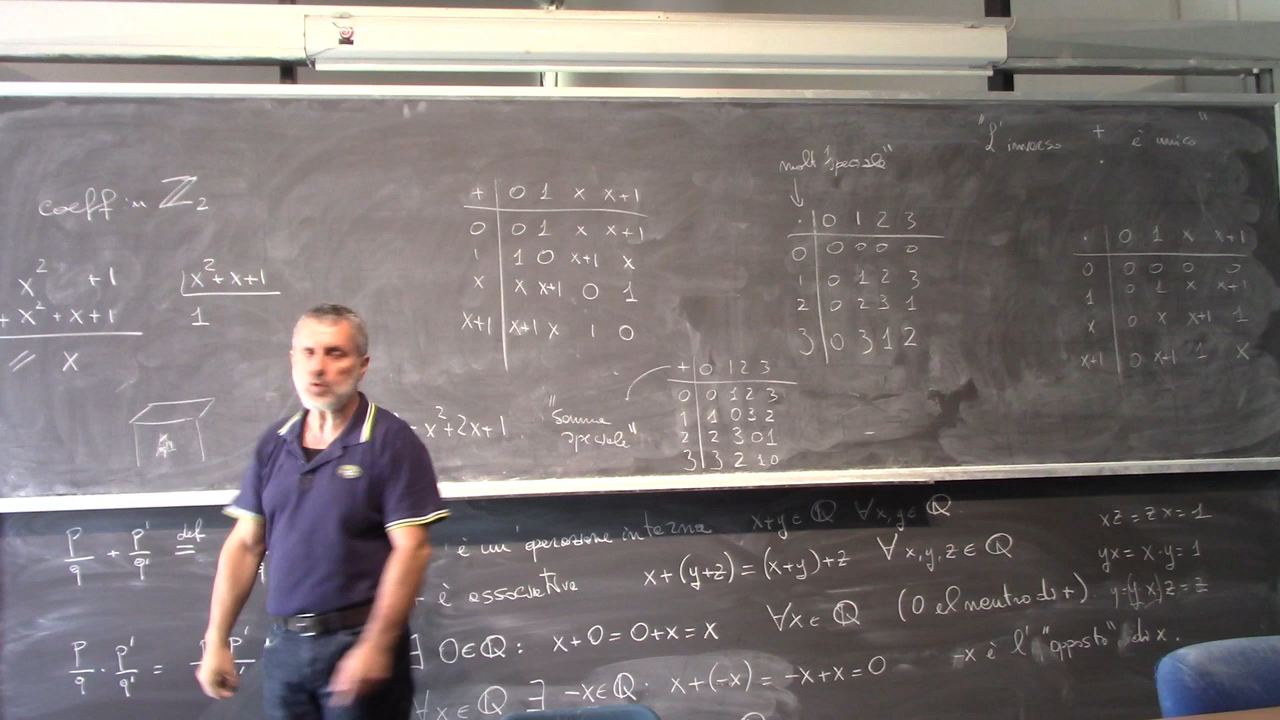 "L'inverso + · è unico"
molt "speciale"
coeff in ℤ₂
x² +1 | x²+x+1
+ x² + x+1 1
// x
+ | 0 1 x x+1
0 | 0 1 x x+1
1 | 1 0 x+1 x
x | x x+1 0 1
x+1 | x+1 x 1 0
· | 0 1 2 3
0 | 0 0 0 0
1 | 0 1 2 3
2 | 0 2 3 1
3 | 0 3 1 2
· | 0 1 x x+1
0 | 0 0 0 0
1 | 0 1 x x+1
x | 0 x x+1 1
x+1 | 0 x+1 1 x
x²+2x+1
"Somma
speciale"
+ | 0 1 2 3
0 | 0 1 2 3
1 | 1 0 3 2
2 | 2 3 0 1
3 | 3 2 1 0
p/q + p'/q' def=
è un'operazione interna x+y∈ℚ ∀x,y∈ℚ
è associativa x+(y+z)=(x+y)+z ∀x,y,z∈ℚ
p/q · p'/q' =
∃ 0∈ℚ: x+0=0+x=x ∀x∈ℚ (0 el neutro di +)
∀x∈ℚ ∃ -x∈ℚ: x+(-x)=-x+x=0 -x è l'"opposto" di x.
xz=zx=1
yx=x·y=1
y=(y x)z=z